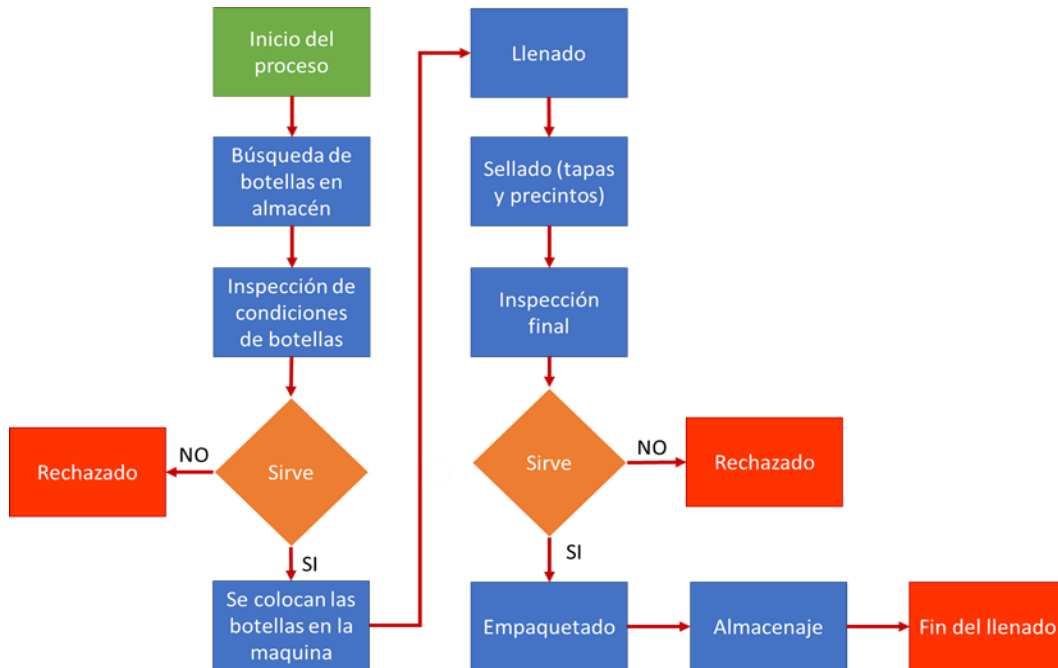 Inicio del
proceso
Búsqueda de
botellas en
almacén
Inspección de
condiciones
de botellas
Sirve
NO
Rechazado
SI
Se colocan las
botellas en la
maquina
Llenado
Sellado (tapas
y precintos)
Inspección
final
Sirve
NO
Rechazado
SI
Empaquetado
Almacenaje
Fin del llenado